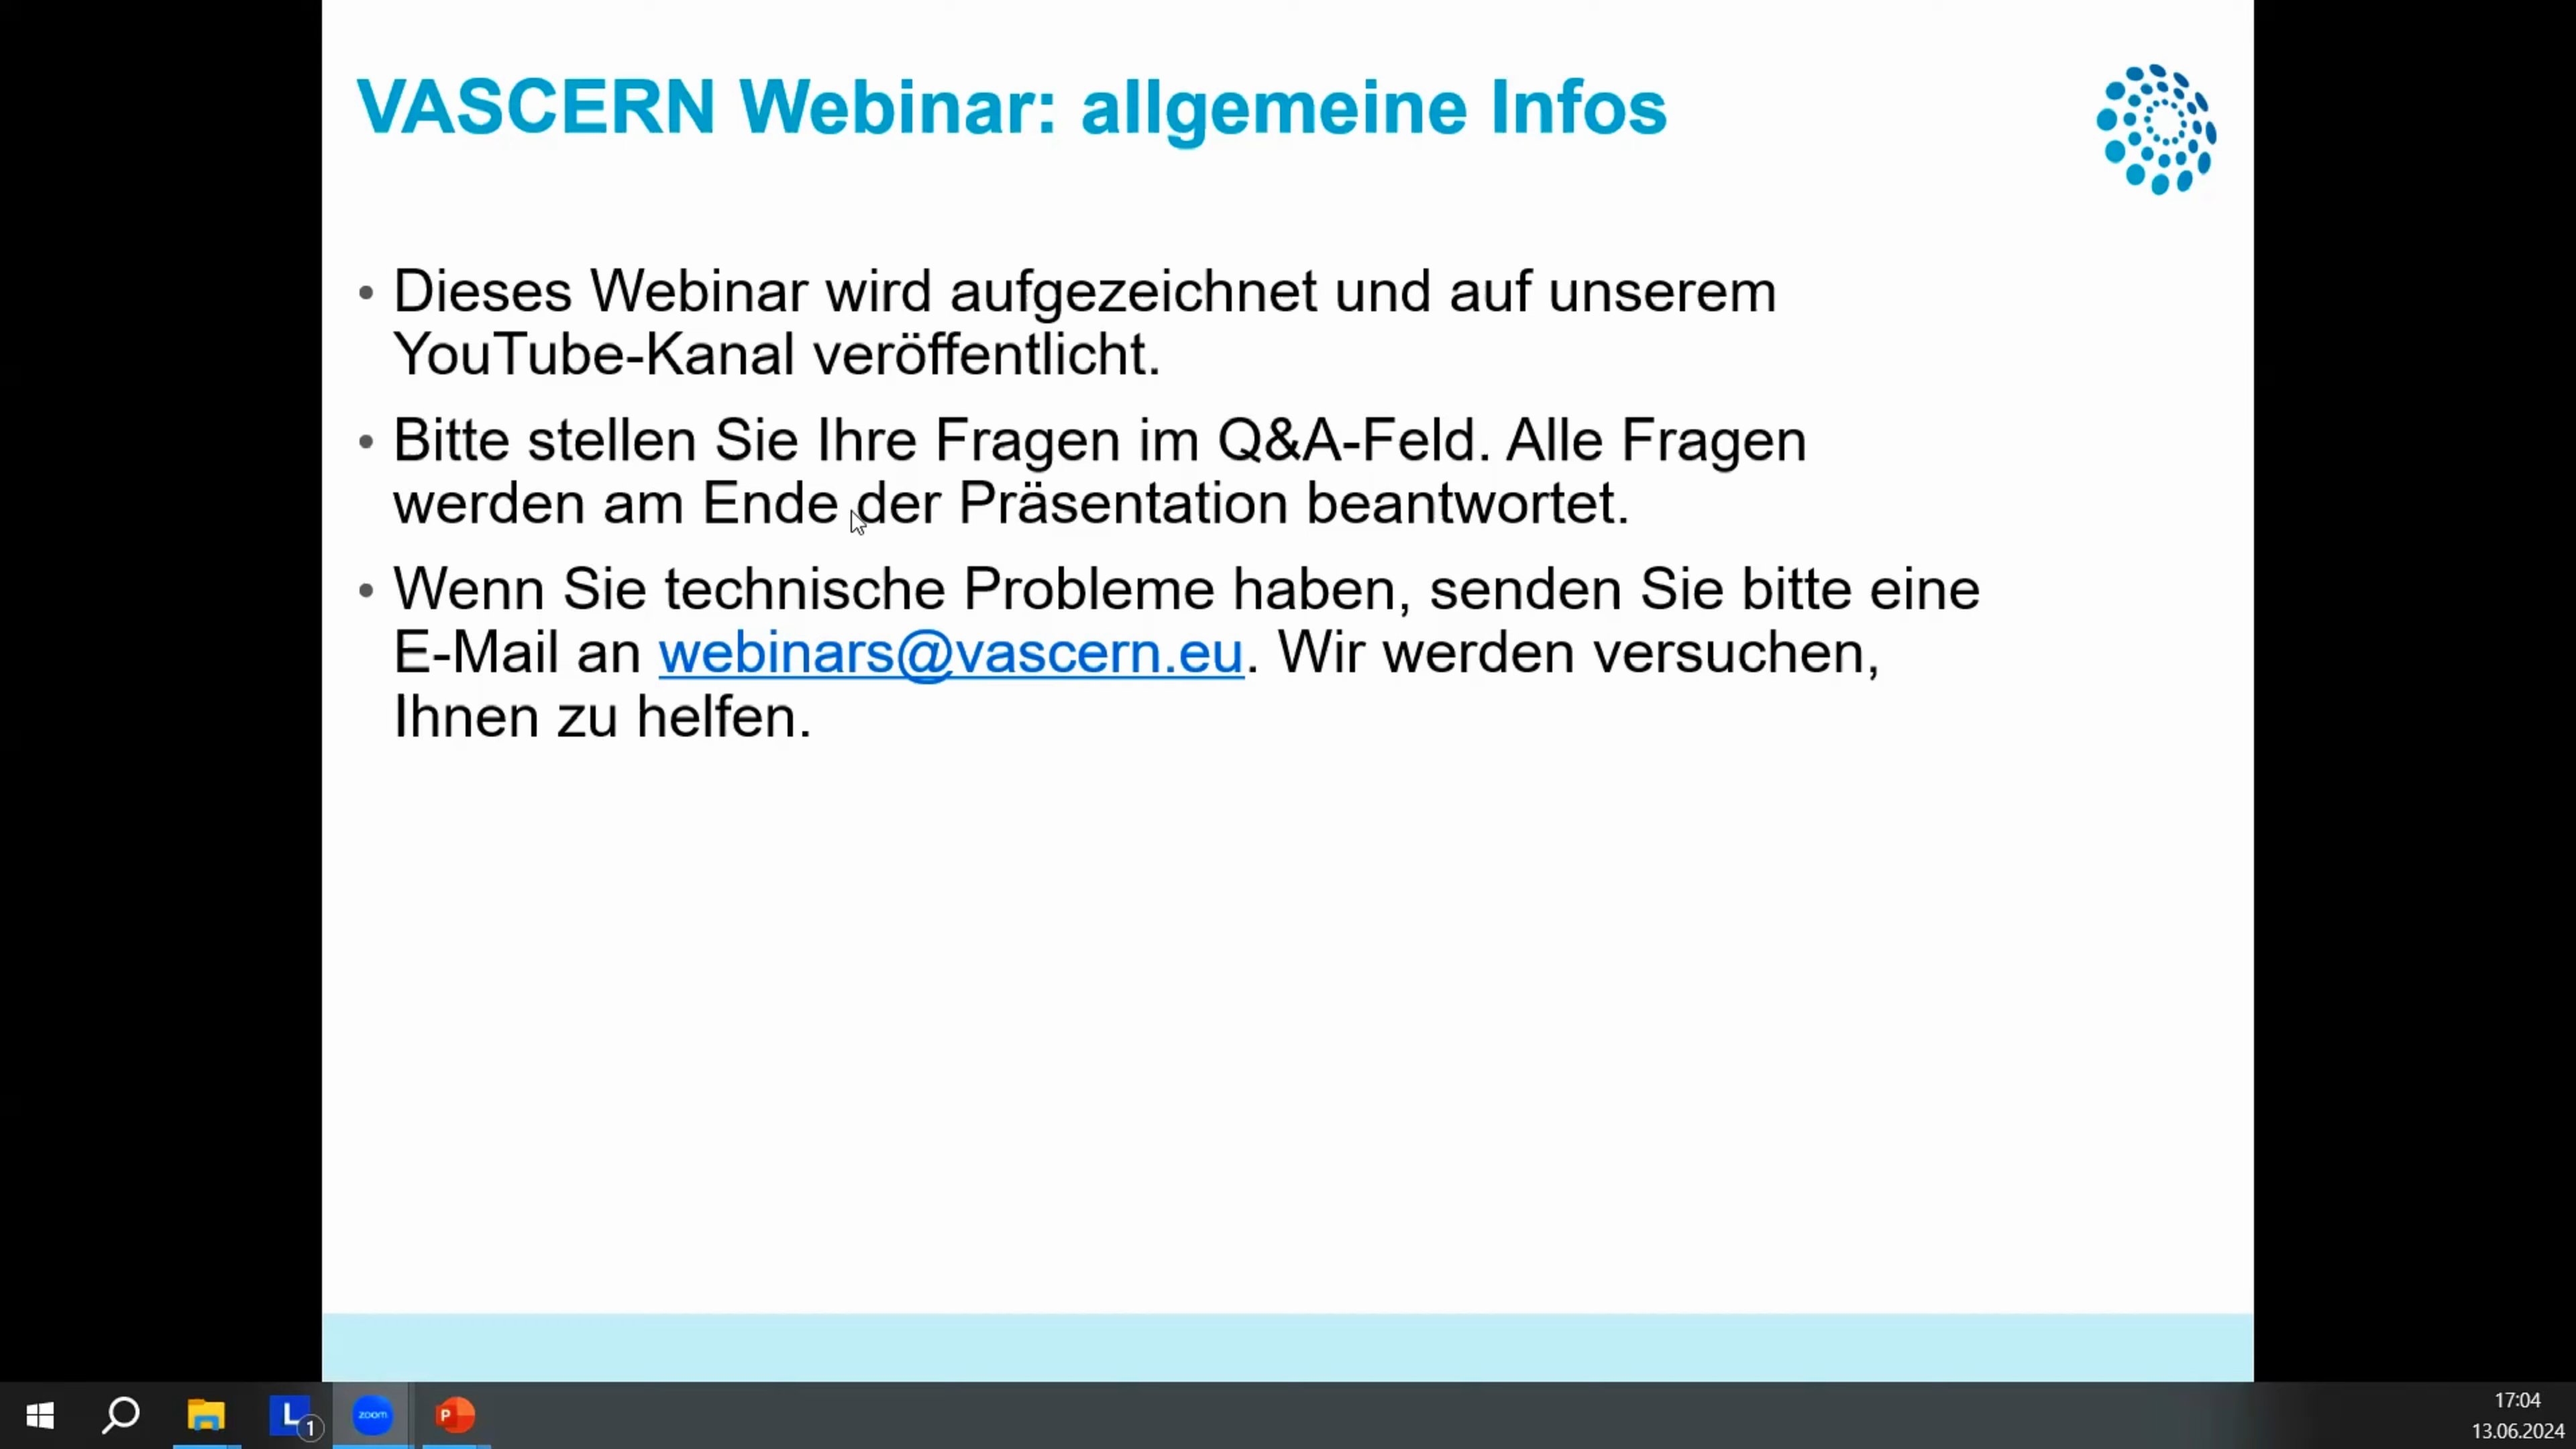 VASCERN Webinar: allgemeine Infos
• Dieses Webinar wird aufgezeichnet und auf unserem
YouTube-Kanal veröffentlicht.
• Bitte stellen Sie Ihre Fragen im Q&A-Feld. Alle Fragen
werden am Ende der Präsentation beantwortet.
• Wenn Sie technische Probleme haben, senden Sie bitte eine
E-Mail an webinars@vascern.eu. Wir werden versuchen,
Ihnen zu helfen.
L 1
zoom
P
17:04
13.06.2024